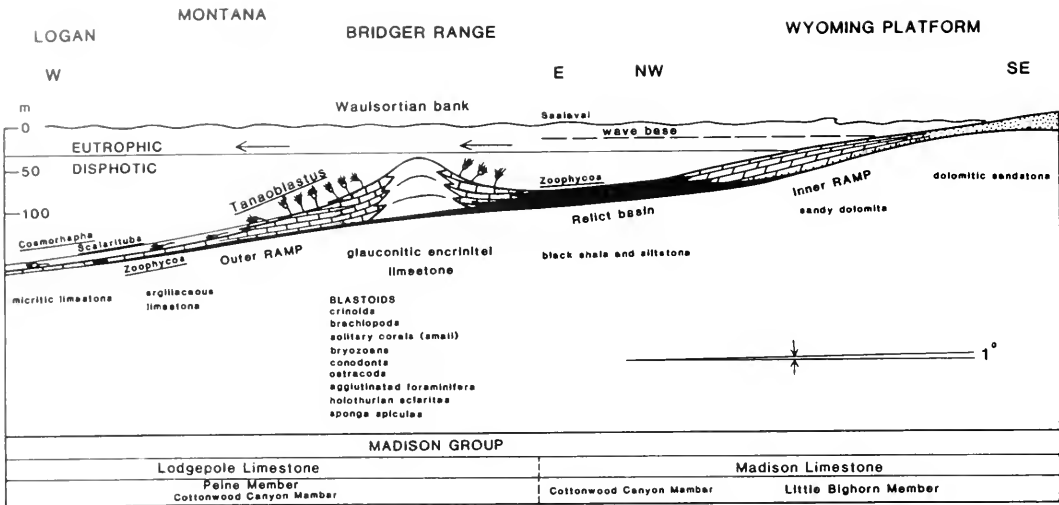 MONTANA
LOGAN
BRIDGER RANGE
WYOMING PLATFORM
W
E
NW
SE
m
Waulsortian bank
Sealevel
0
wave base
EUTROPHIC
DISPHOTIC
50
Tanaoblastus
Zoophycos
Inner RAMP
dolomitic sandstone
100
Relict basin
sandy dolomite
Cosmorhaphe
Scalarituba
Zoophycos
Outer RAMP
glauconitic encrinitel
limestone
black shale and siltstone
micritic limestone
argillaceous
limestone
BLASTOIDS
crinoids
brachiopods
solitary corals (small)
bryozoans
conodonts
ostracods
agglutinated foraminifera
holothurian sclerites
sponge spicules
1°
MADISON GROUP
Lodgepole Limestone
Madison Limestone
Paine Member
Cottonwood Canyon Member
Cottonwood Canyon Member
Little Bighorn Member